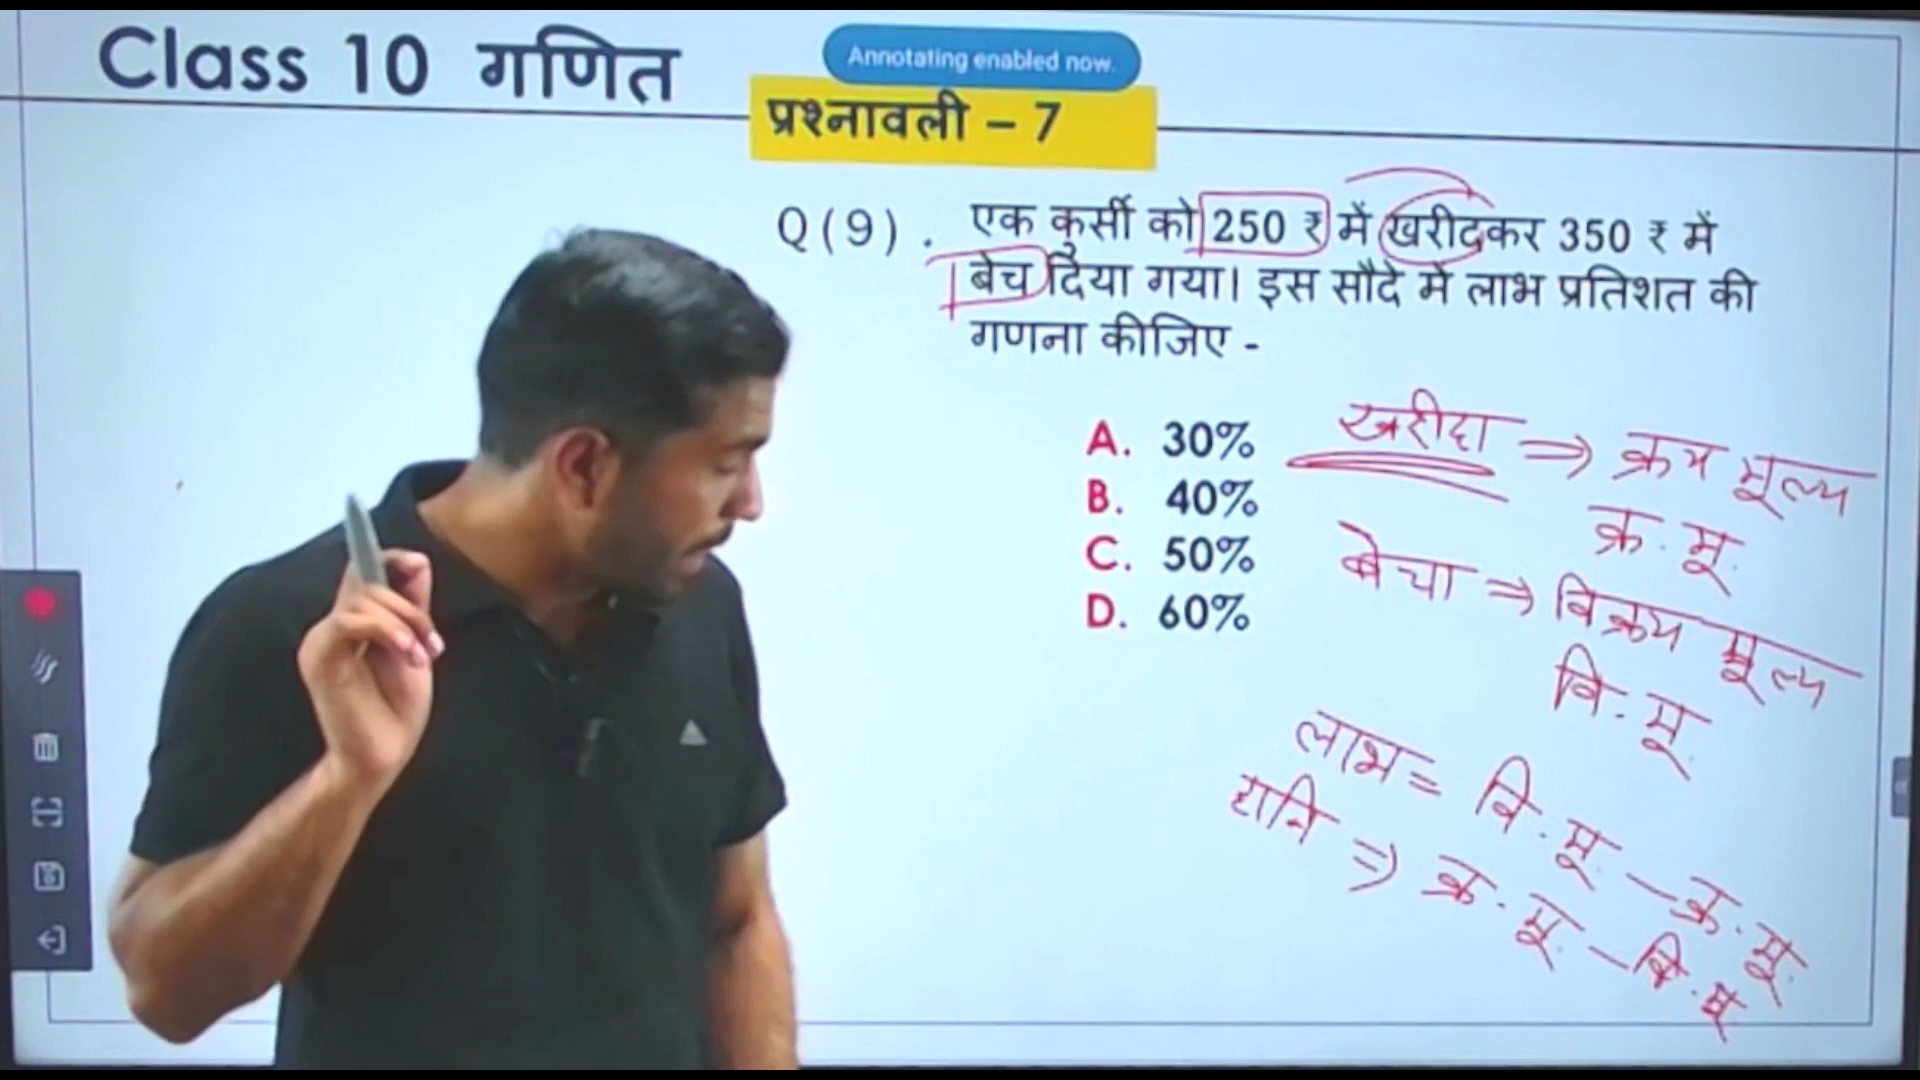 Class 10 गणित
Annotating enabled now.
प्रश्नावली – 7
Q(9). एक कुर्सी को 250 ₹ में खरीदकर 350 ₹ में
बेच दिया गया। इस सौदे में लाभ प्रतिशत की
गणना कीजिए -
A. 30%
B. 40%
C. 50%
D. 60%
खरीदा ⇒ क्रय मूल्य
क्र. मू.
बेचा ⇒ विक्रय मूल्य
वि. मू.
लाभ = वि. मू. – क्र. मू.
हानि ⇒ क्र. मू. – वि. मू.